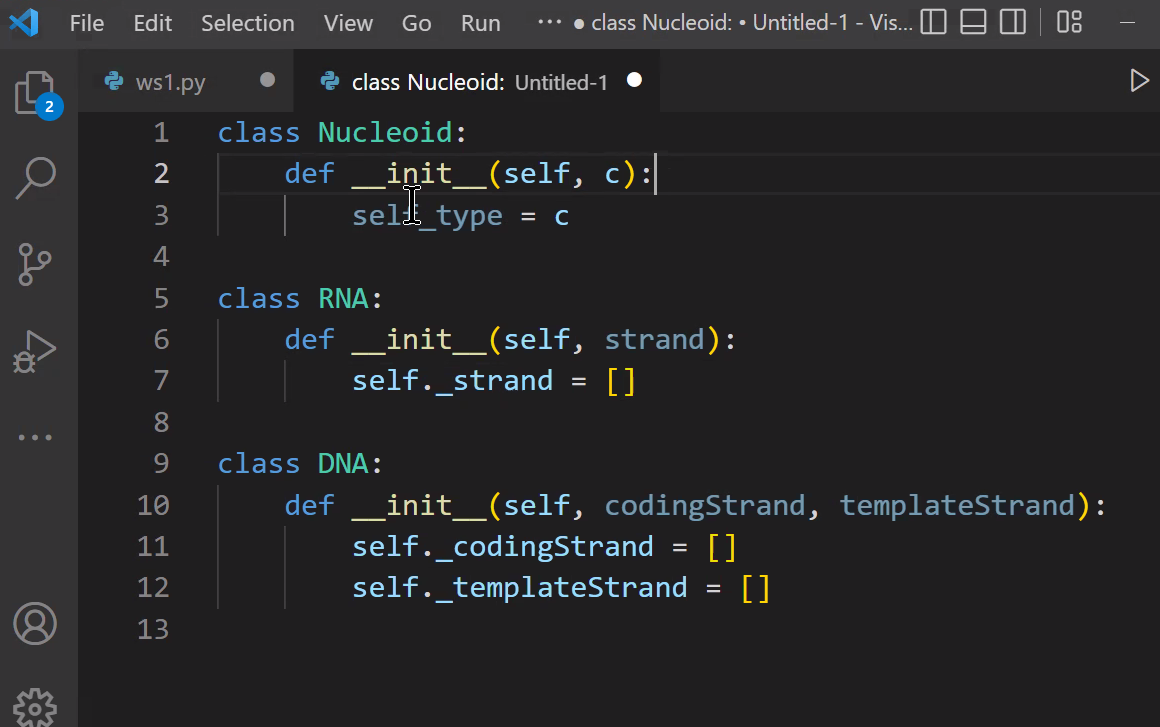 File Edit Selection View Go Run ··· ● class Nucleoid: • Untitled-1 - Vis...
2
ws1.py ● class Nucleoid: Untitled-1 ●
1 class Nucleoid:
2 def __init__(self, c):
3 self_type = c
4
5 class RNA:
6 def __init__(self, strand):
7 self._strand = []
8
9 class DNA:
10 def __init__(self, codingStrand, templateStrand):
11 self._codingStrand = []
12 self._templateStrand = []
13